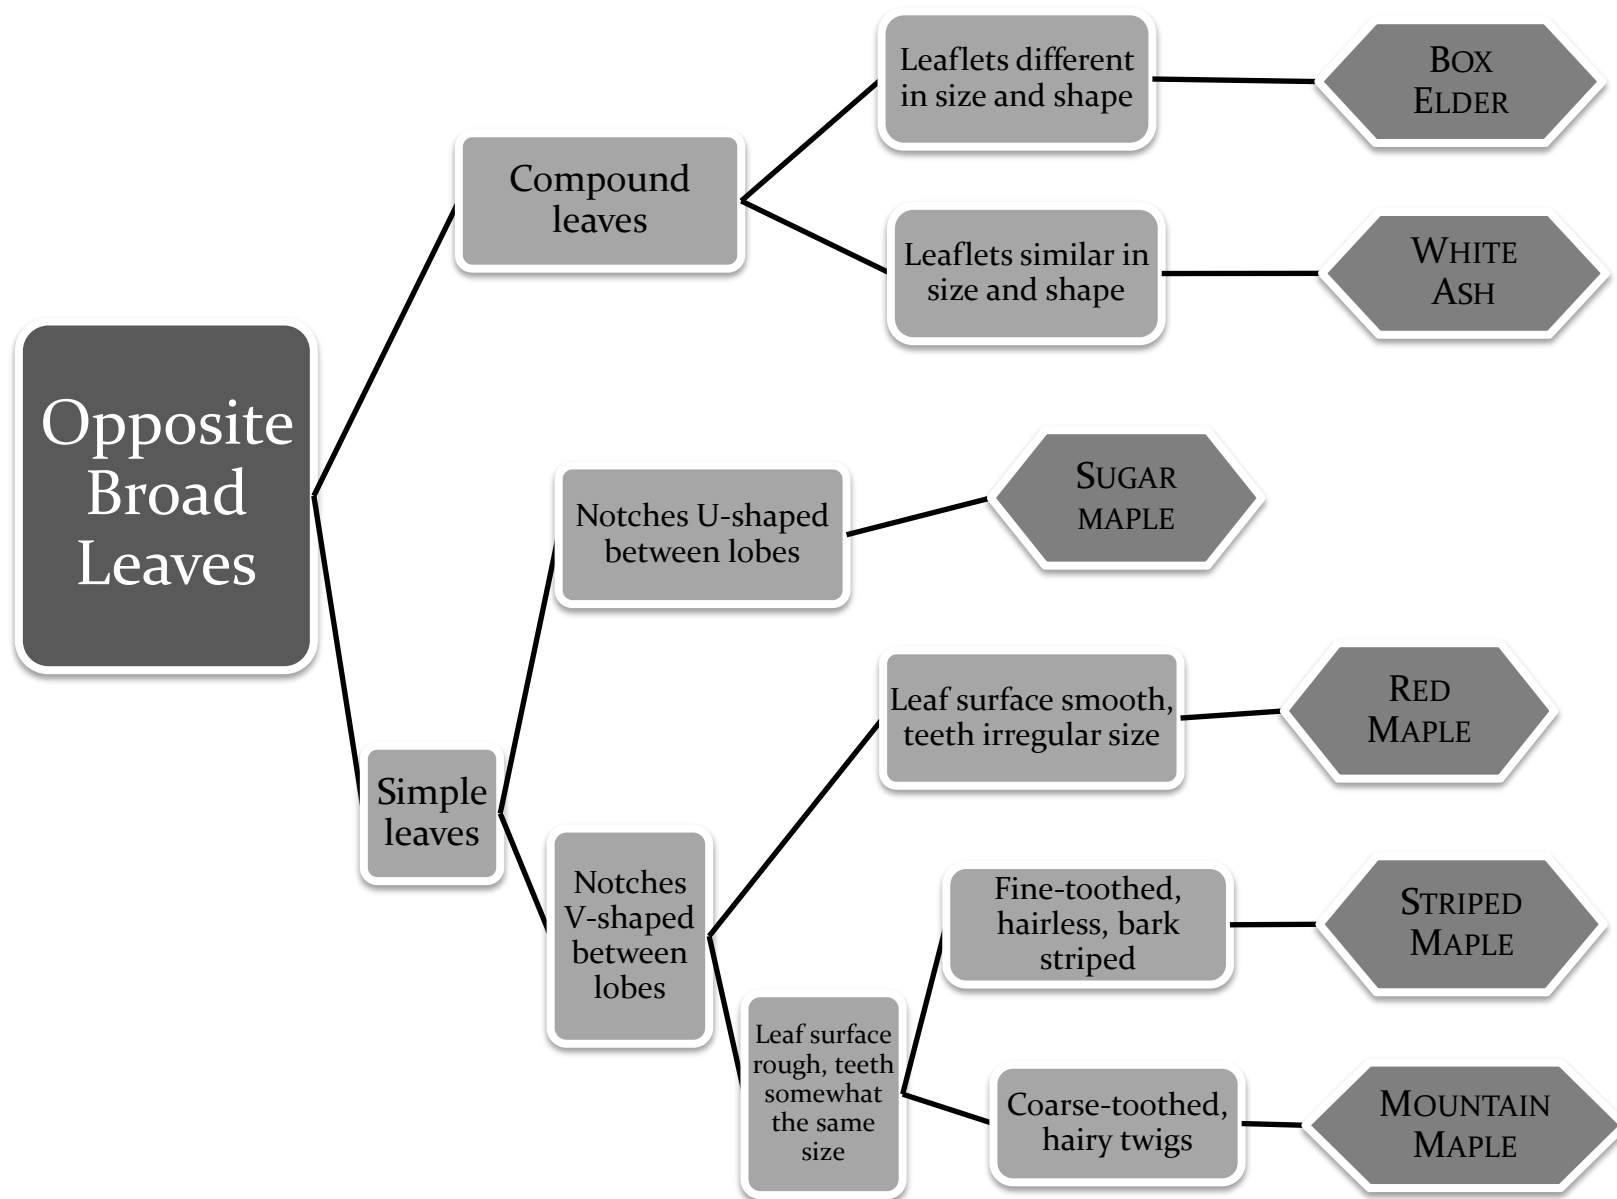 Opposite
Broad
Leaves
Compound
leaves
Leaflets different
in size and shape
BOX
ELDER
Leaflets similar in
size and shape
WHITE
ASH
Simple
leaves
Notches U-shaped
between lobes
SUGAR
MAPLE
Notches
V-shaped
between
lobes
Leaf surface smooth,
teeth irregular size
RED
MAPLE
Leaf surface
rough, teeth
somewhat
the same
size
Fine-toothed,
hairless, bark
striped
STRIPED
MAPLE
Coarse-toothed,
hairy twigs
MOUNTAIN
MAPLE